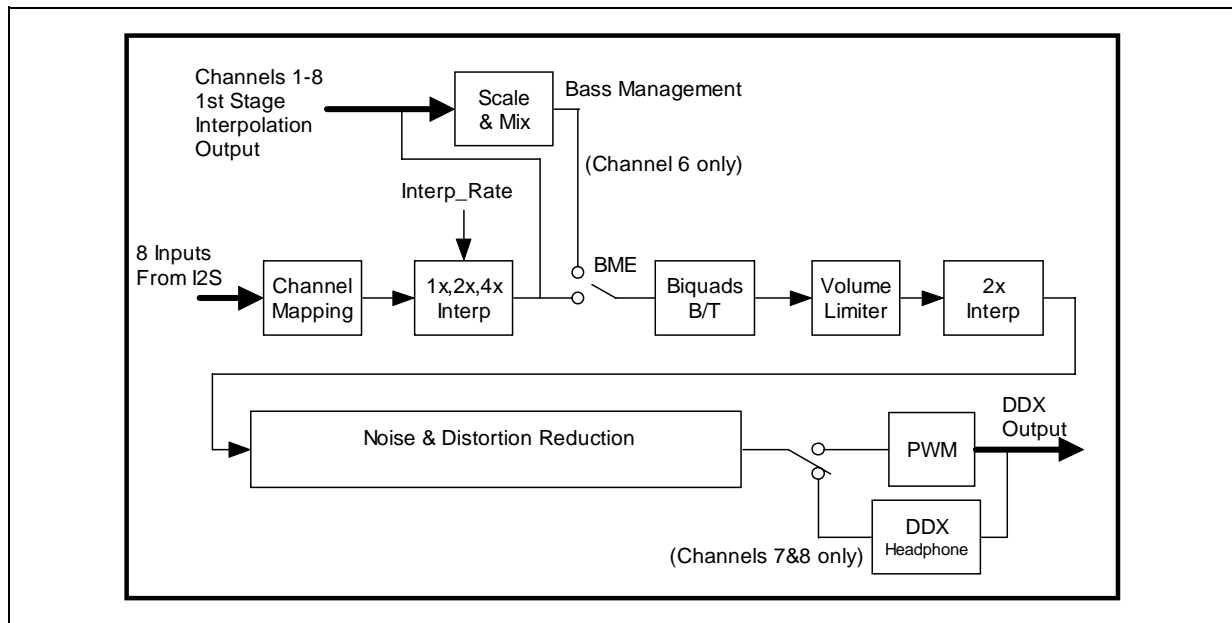 Channels 1-8
1st Stage
Interpolation
Output
Scale
& Mix
Bass Management
(Channel 6 only)
Interp_Rate
8 Inputs
From I2S
Channel
Mapping
1x,2x,4x
Interp
BME
Biquads
B/T
Volume
Limiter
2x
Interp
Noise & Distortion Reduction
PWM
DDX
Output
DDX
Headphone
(Channels 7&8 only)